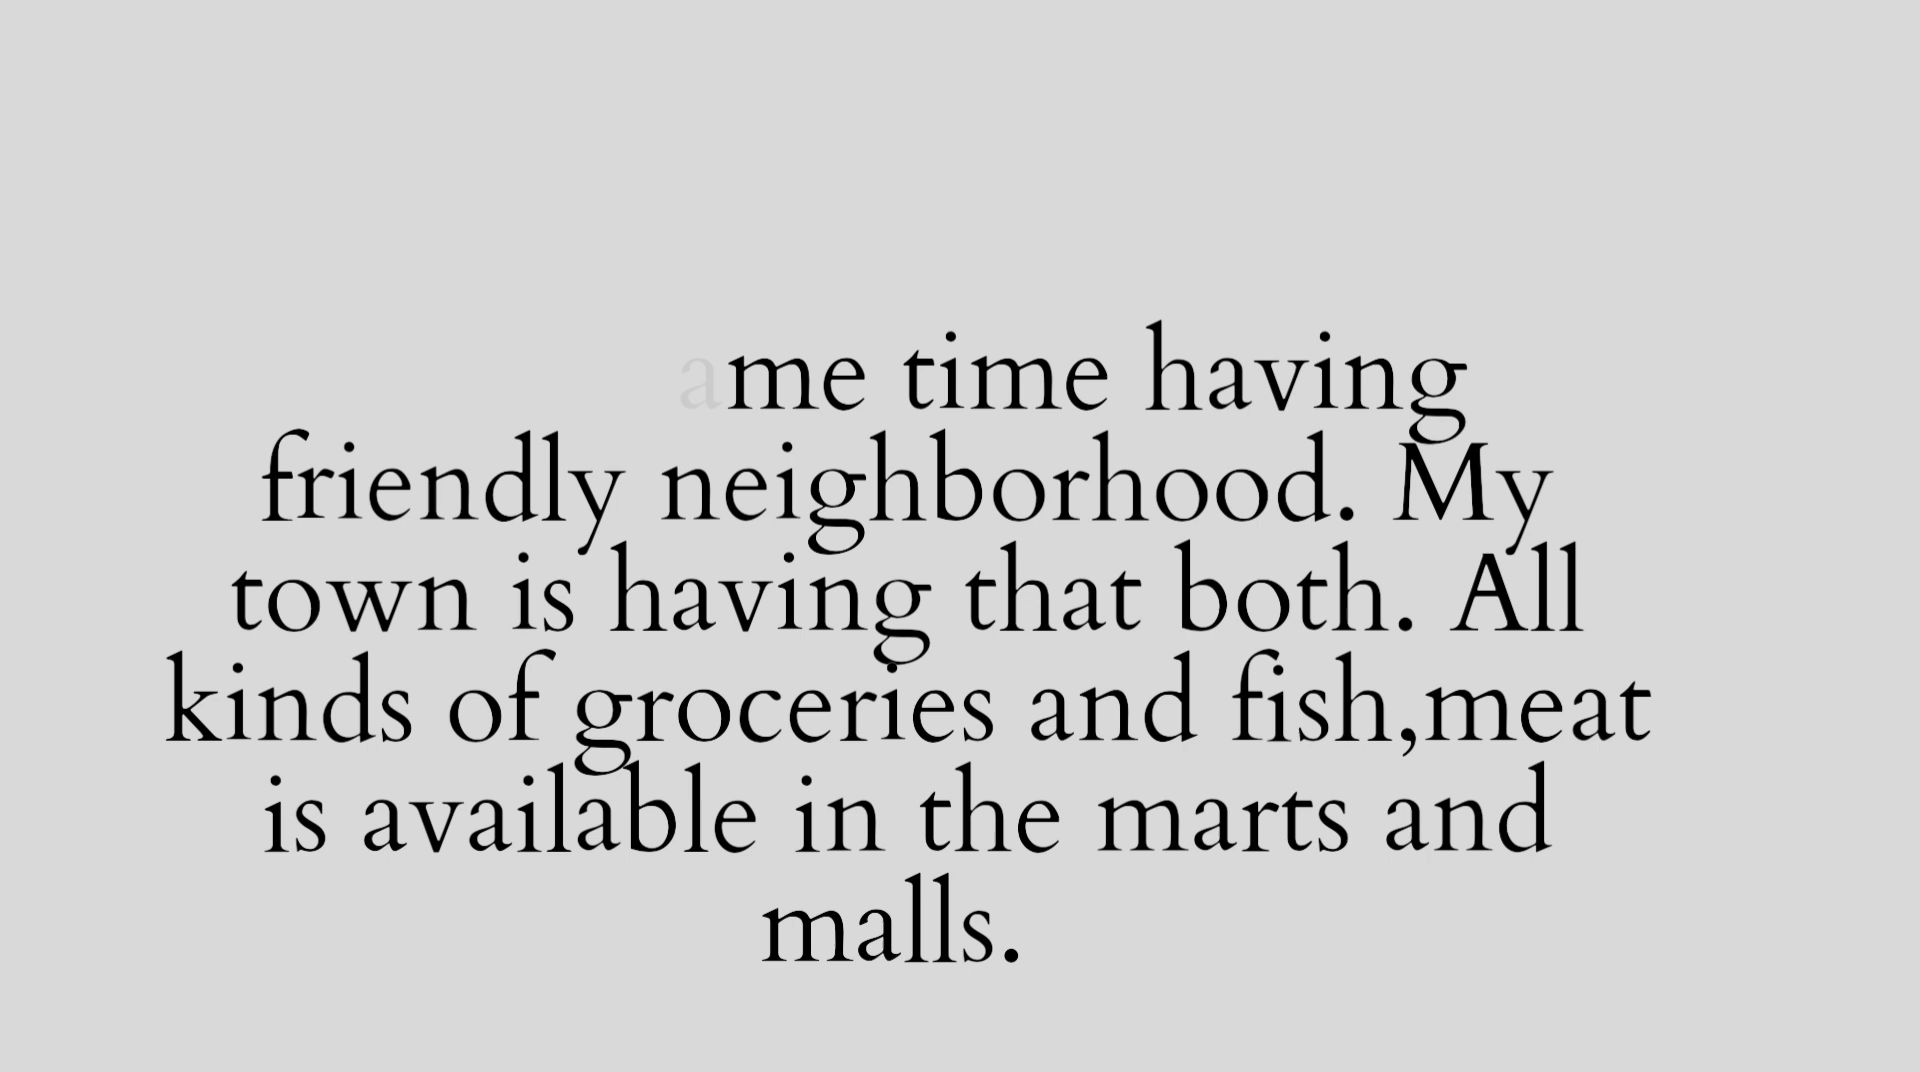 ame time having
friendly neighborhood. My
town is having that both. All
kinds of groceries and fish,meat
is available in the marts and
malls.